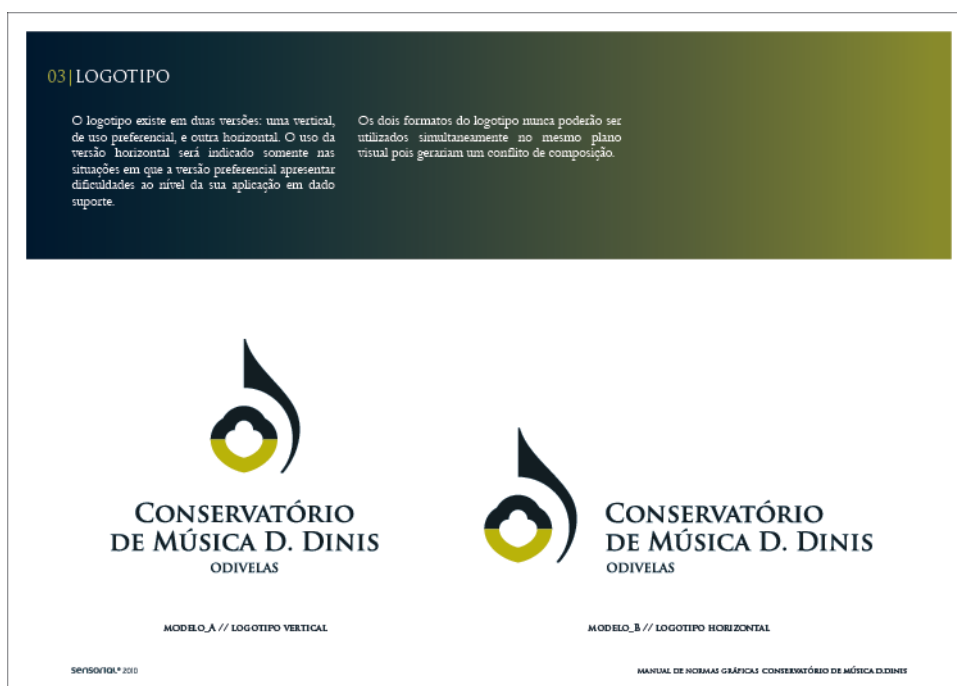 03|LOGOTIPO
O logotipo existe em duas versões: uma vertical,
de uso preferencial, e outra horizontal. O uso da
versão horizontal será indicado somente nas
situações em que a versão preferencial apresentar
dificuldades ao nível da sua aplicação em dado
suporte.
Os dois formatos do logotipo nunca poderão ser
utilizados simultaneamente no mesmo plano
visual pois gerariam um conflito de composição.
CONSERVATÓRIO
DE MÚSICA D. DINIS
ODIVELAS
MODELO_A // LOGOTIPO VERTICAL
CONSERVATÓRIO
DE MÚSICA D. DINIS
ODIVELAS
MODELO_B // LOGOTIPO HORIZONTAL
sensorial® 2010
MANUAL DE NORMAS GRÁFICAS CONSERVATÓRIO DE MÚSICA D.DINIS